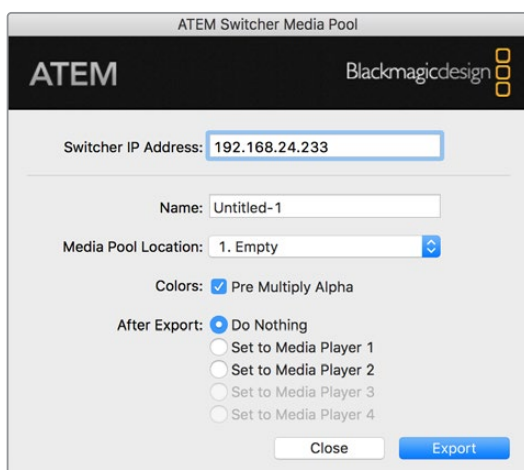 ATEM Switcher Media Pool
ATEM
Blackmagicdesign
Switcher IP Address: 192.168.24.233
Name: Untitled-1
Media Pool Location: 1. Empty
Colors: Pre Multiply Alpha
After Export: Do Nothing
Set to Media Player 1
Set to Media Player 2
Set to Media Player 3
Set to Media Player 4
Close Export